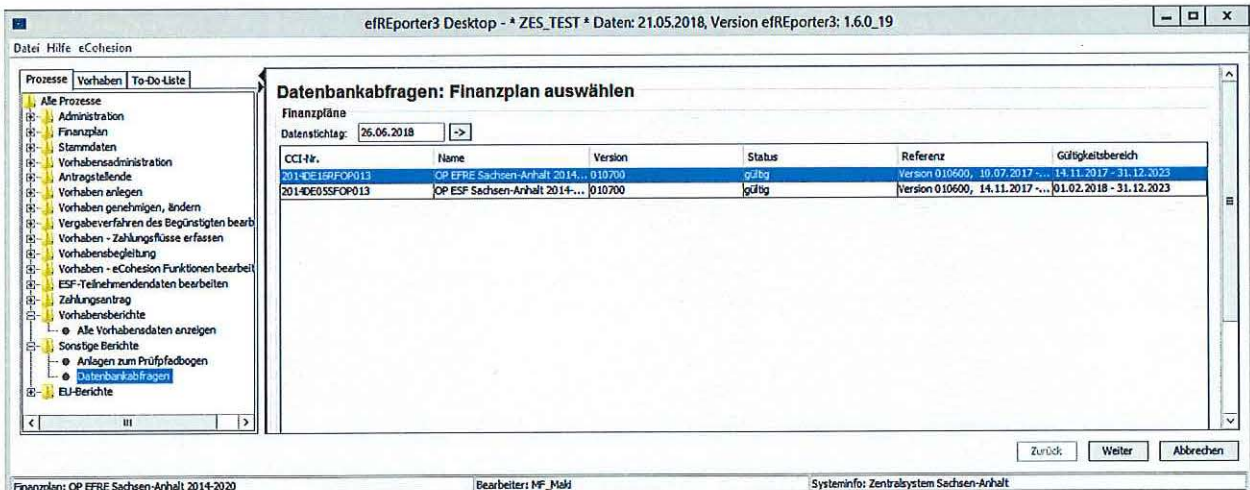 efREporter3 Desktop - * ZES_TEST * Daten: 21.05.2018, Version efREporter3: 1.6.0_19
Datei Hilfe eCohesion
Prozesse Vorhaben To-Do-Liste
Alle Prozesse
Administration
Finanzplan
Stammdaten
Vorhabensadministration
Antragstellende
Vorhaben anlegen
Vorhaben genehmigen, ändern
Vergabeverfahren des Begünstigten bearb
Vorhaben - Zahlungsflüsse erfassen
Vorhabensbegleitung
Vorhaben - eCohesion Funktionen bearbeit
ESF-Teilnehmendendaten bearbeiten
Zahlungsantrag
Vorhabensberichte
Alle Vorhabensdaten anzeigen
Sonstige Berichte
Anlagen zum Prüfpfadbogen
Datenbankabfragen
EU-Berichte
Datenbankabfragen: Finanzplan auswählen
Finanzpläne
Datenstichtag: 26.06.2018 ->
CCI-Nr. Name Version Status Referenz Gültigkeitsbereich
2014DE16RFOP013 OP EFRE Sachsen-Anhalt 2014... 010700 gültig Version 010600, 10.07.2017 -... 14.11.2017 - 31.12.2023
2014DE05SFOP013 OP ESF Sachsen-Anhalt 2014-... 010700 gültig Version 010600, 14.11.2017 -... 01.02.2018 - 31.12.2023
Zurück Weiter Abbrechen
Finanzplan: OP EFRE Sachsen-Anhalt 2014-2020 Bearbeiter: MF_Maki Systeminfo: Zentralsystem Sachsen-Anhalt